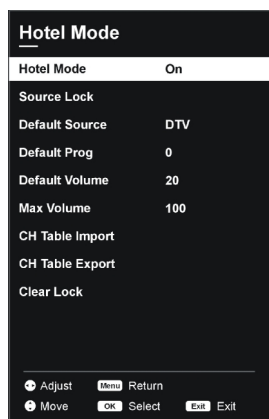 Hotel Mode
Hotel Mode On
Source Lock
Default Source DTV
Default Prog 0
Default Volume 20
Max Volume 100
CH Table Import
CH Table Export
Clear Lock
Adjust Menu Return
Move OK Select Exit Exit